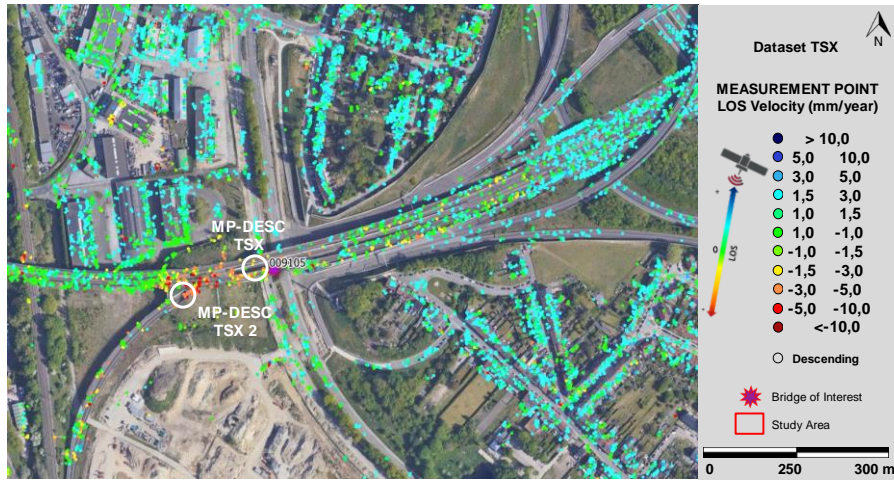 MP-DESC
TSX
009105
MP-DESC
TSX 2
Dataset TSX
N
MEASUREMENT POINT
LOS Velocity (mm/year)
> 10,0
5,0 10,0
3,0 5,0
1,5 3,0
1,0 1,5
1,0 -1,0
-1,0 -1,5
-1,5 -3,0
-3,0 -5,0
-5,0 -10,0
<-10,0
+
0
LOS
-
Descending
Bridge of Interest
Study Area
0 250 300 m